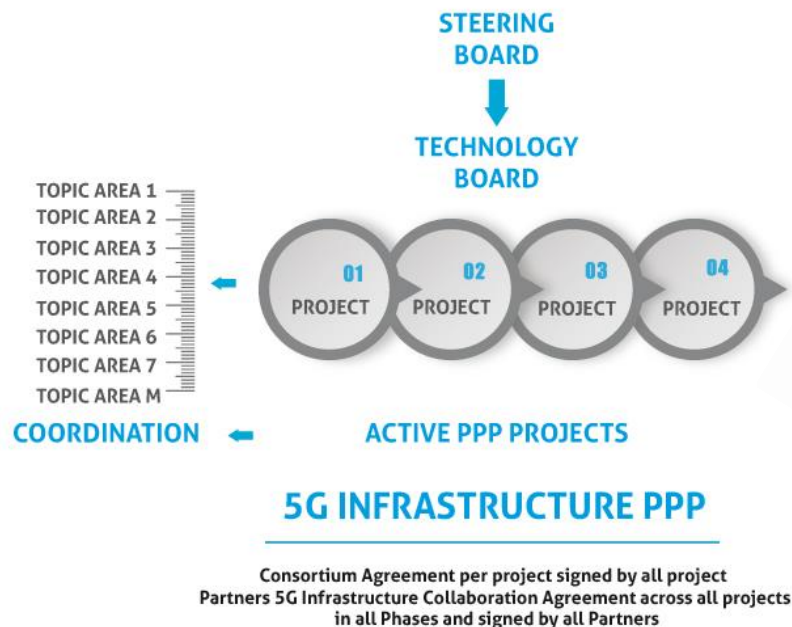 STEERING
BOARD
TECHNOLOGY
BOARD
TOPIC AREA 1
TOPIC AREA 2
TOPIC AREA 3
TOPIC AREA 4
TOPIC AREA 5
TOPIC AREA 6
TOPIC AREA 7
TOPIC AREA M
01
PROJECT
02
PROJECT
03
PROJECT
04
PROJECT
COORDINATION
ACTIVE PPP PROJECTS
5G INFRASTRUCTURE PPP
Consortium Agreement per project signed by all project
Partners 5G Infrastructure Collaboration Agreement across all projects
in all Phases and signed by all Partners